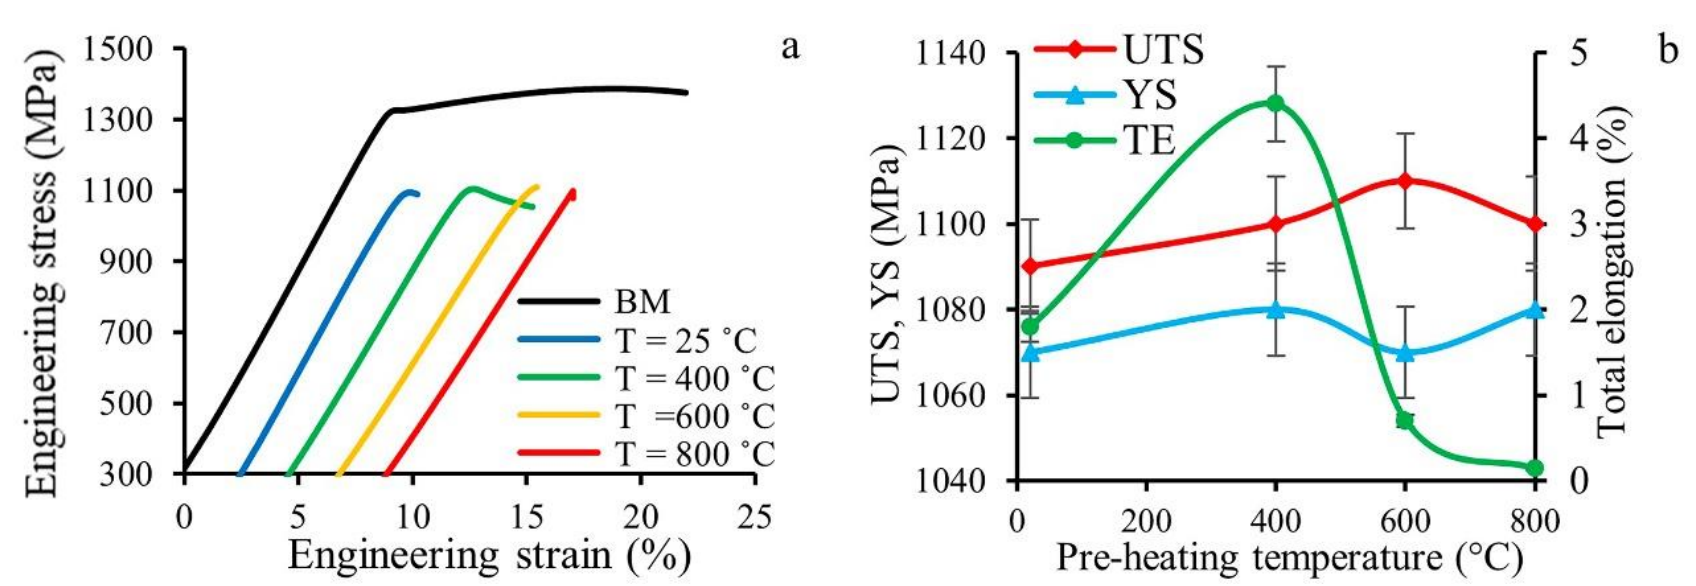 a
Engineering stress (MPa)
1500
1300
1100
900
700
500
300
BM
T = 25 ˚C
T = 400 ˚C
T  =600 ˚C
T = 800 ˚C
0 5 10 15 20 25
Engineering strain (%)
b
UTS, YS (MPa)
1140
1120
1100
1080
1060
1040
UTS
YS
TE
5
4
3
2
1
0
Total elongation (%)
0 200 400 600 800
Pre-heating temperature (°C)